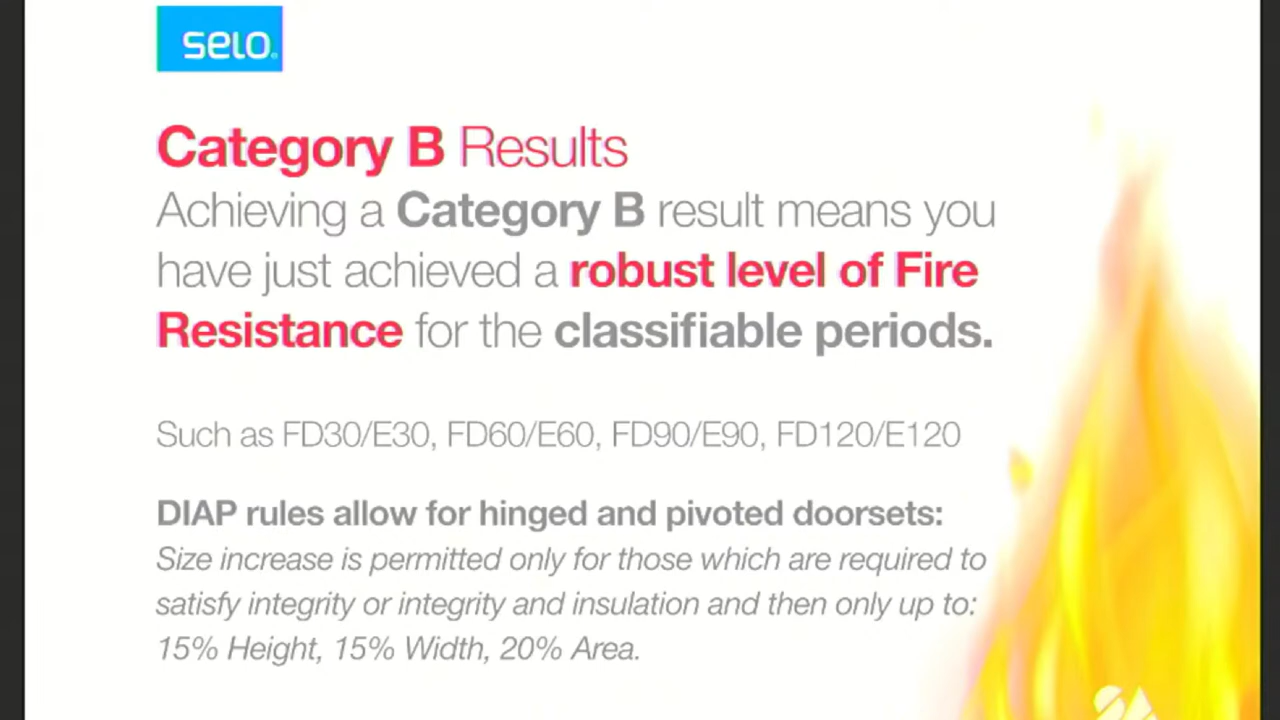 selo
Category B Results
Achieving a Category B result means you
have just achieved a robust level of Fire
Resistance for the classifiable periods.
Such as FD30/E30, FD60/E60, FD90/E90, FD120/E120
DIAP rules allow for hinged and pivoted doorsets:
Size increase is permitted only for those which are required to
satisfy integrity or integrity and insulation and then only up to:
15% Height, 15% Width, 20% Area.